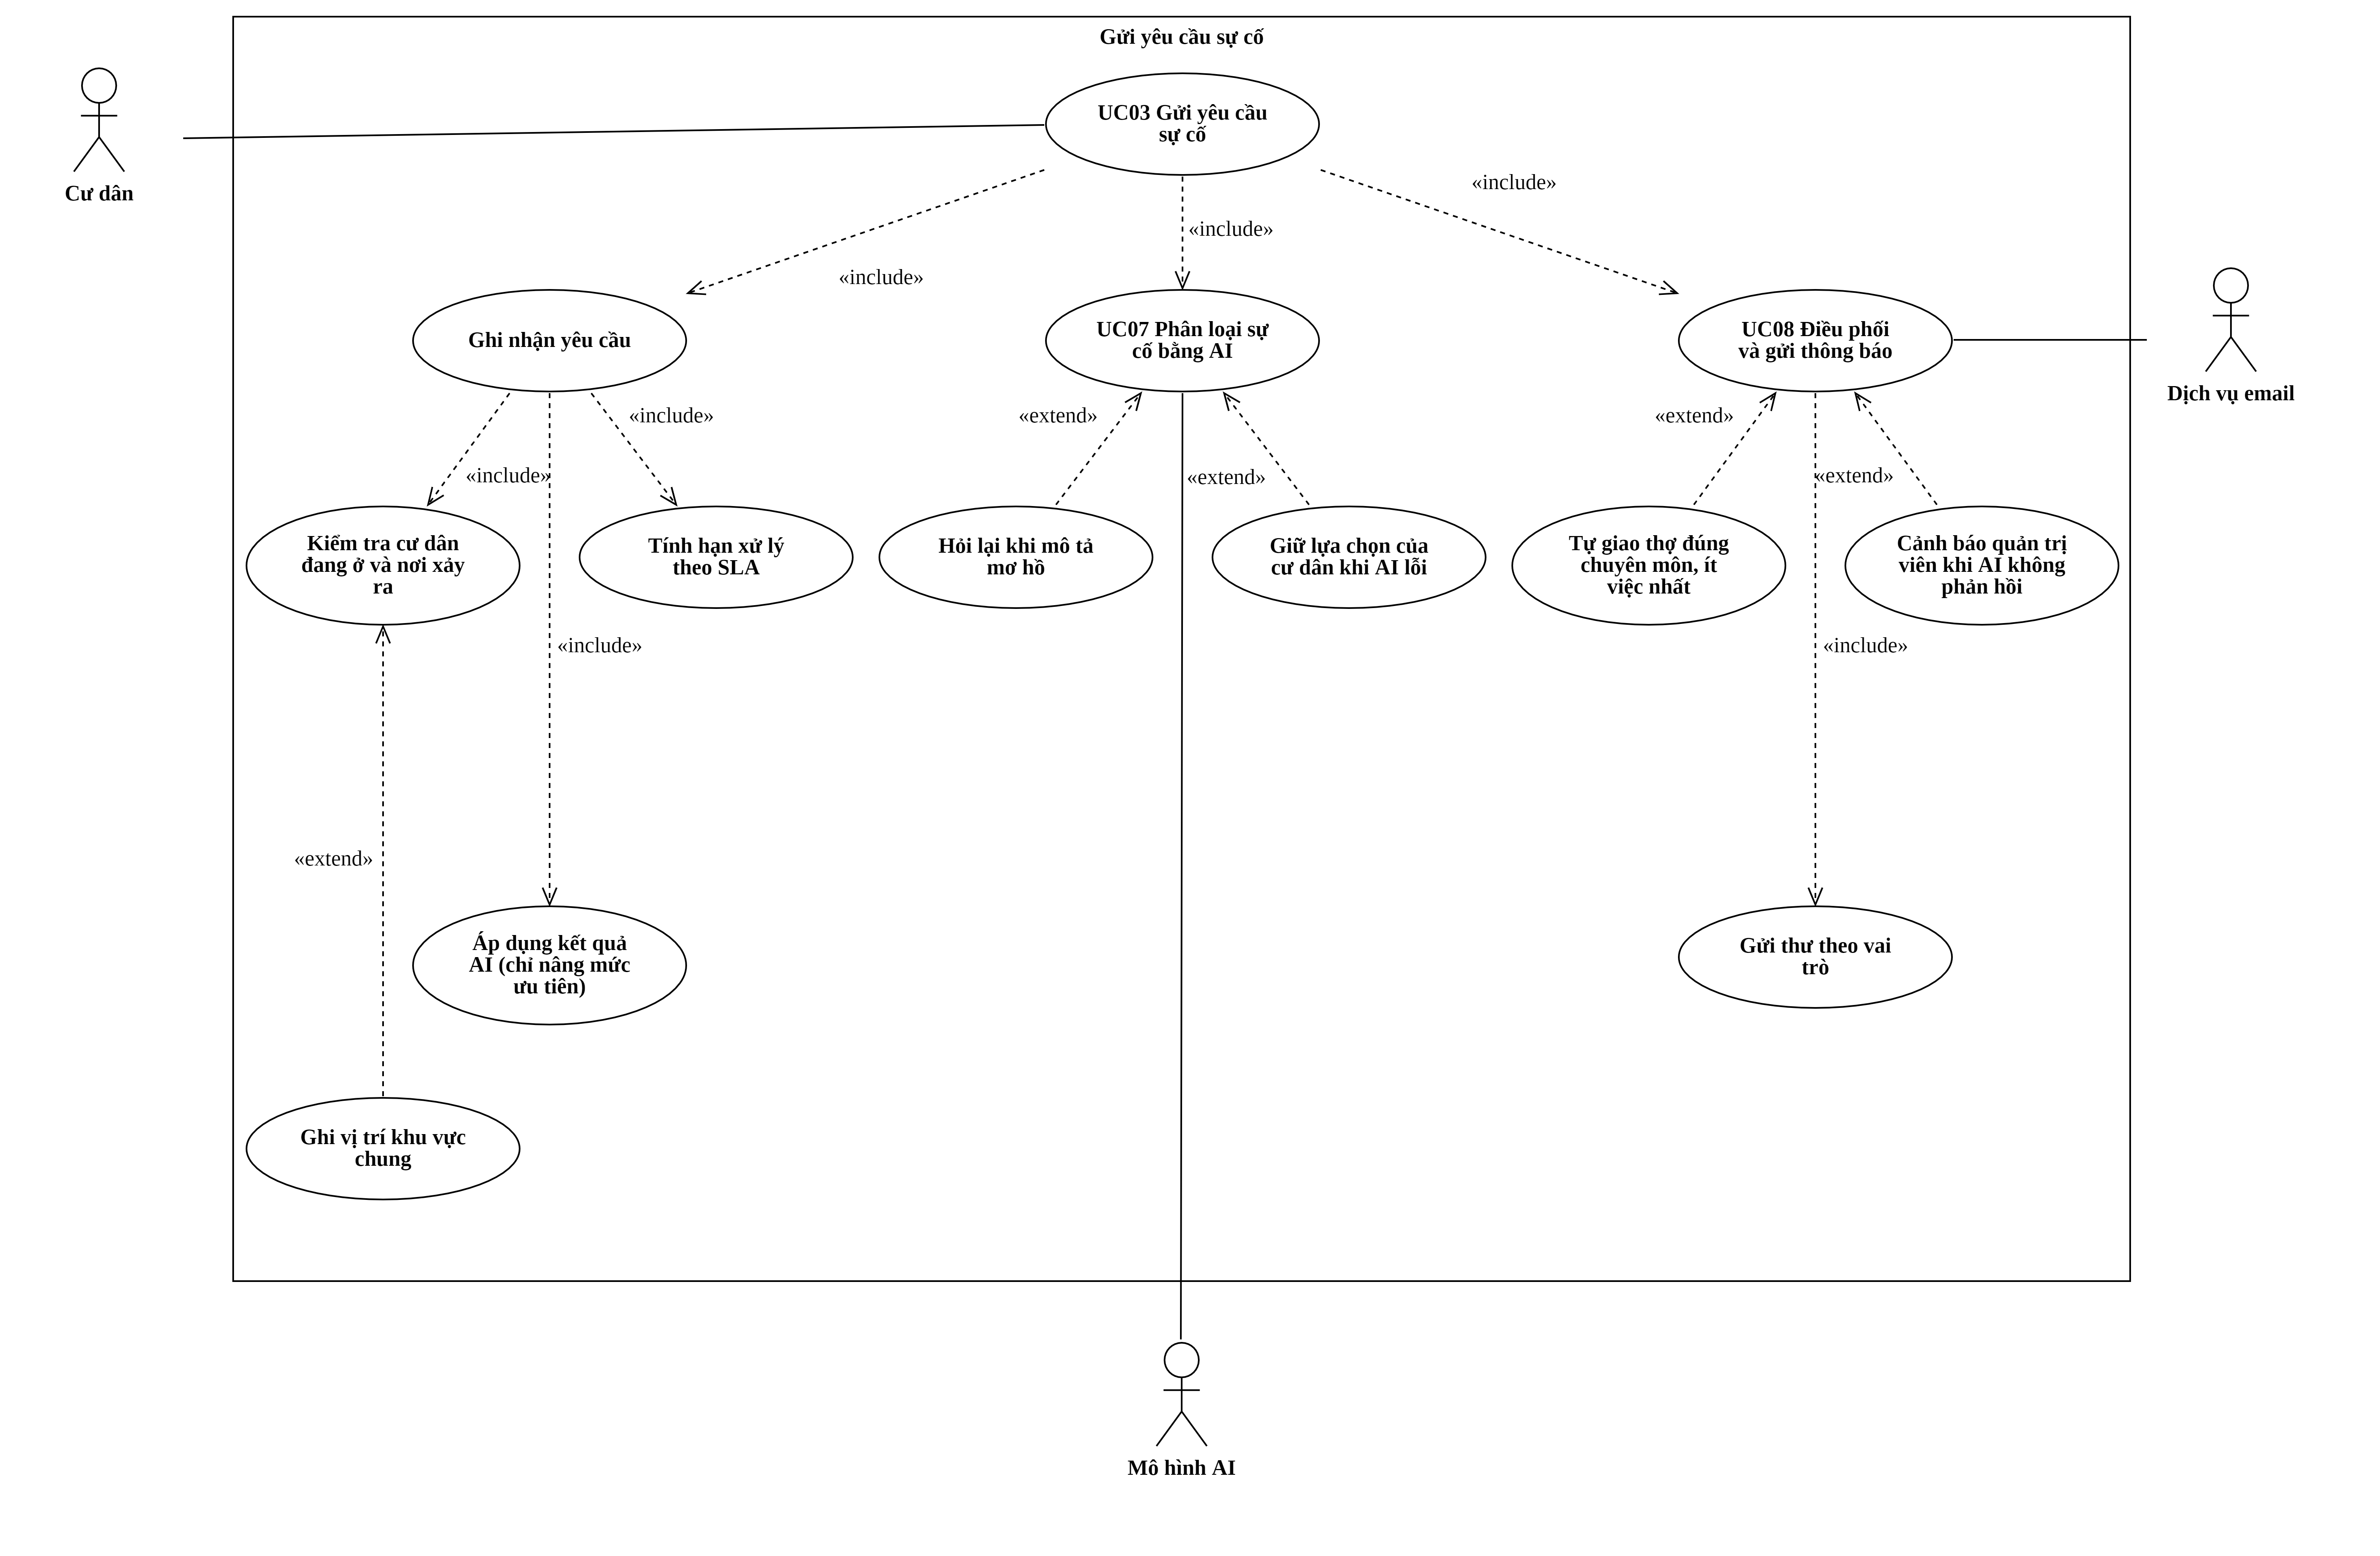 Gửi yêu cầu sự cố
Cư dân
UC03 Gửi yêu cầu
sự cố
«include»
«include»
«include»
Ghi nhận yêu cầu
UC07 Phân loại sự
cố bằng AI
UC08 Điều phối
và gửi thông báo
Dịch vụ email
«include»
«extend»
«extend»
«include»
«extend»
«extend»
Kiểm tra cư dân
đang ở và nơi xảy
ra
Tính hạn xử lý
theo SLA
Hỏi lại khi mô tả
mơ hồ
Giữ lựa chọn của
cư dân khi AI lỗi
Tự giao thợ đúng
chuyên môn, ít
việc nhất
Cảnh báo quản trị
viên khi AI không
phản hồi
«include»
«include»
«extend»
Áp dụng kết quả
AI (chỉ nâng mức
ưu tiên)
Gửi thư theo vai
trò
Ghi vị trí khu vực
chung
Mô hình AI